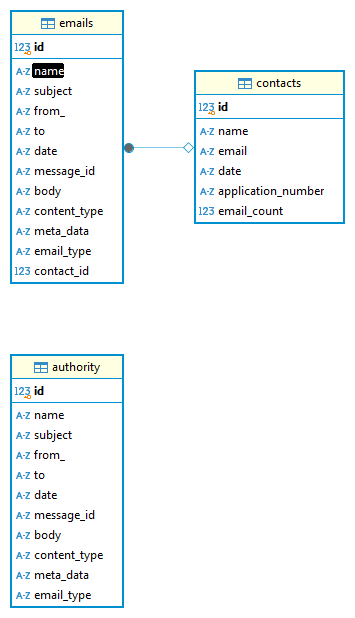 emails
123 id
A-Z name
A-Z subject
A-Z from_
A-Z to
A-Z date
A-Z message_id
A-Z body
A-Z content_type
A-Z meta_data
A-Z email_type
123 contact_id
contacts
123 id
A-Z name
A-Z email
A-Z date
A-Z application_number
123 email_count
authority
123 id
A-Z name
A-Z subject
A-Z from_
A-Z to
A-Z date
A-Z message_id
A-Z body
A-Z content_type
A-Z meta_data
A-Z email_type